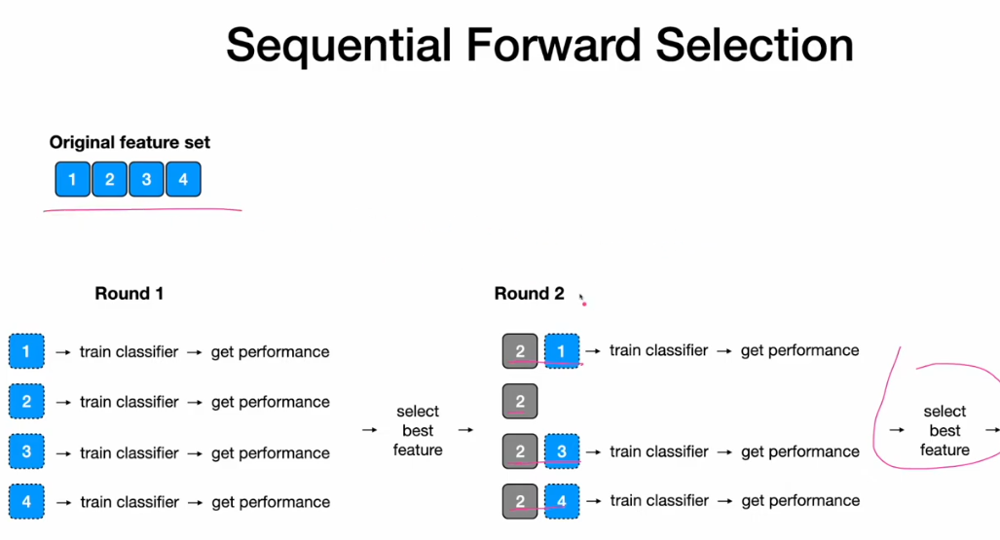 Sequential Forward Selection
Original feature set
1 2 3 4
Round 1
1 → train classifier → get performance
2 → train classifier → get performance
3 → train classifier → get performance
4 → train classifier → get performance
→ select →
best
feature
Round 2
2 1 → train classifier → get performance
2
2 3 → train classifier → get performance
2 4 → train classifier → get performance
→ select →
best
feature